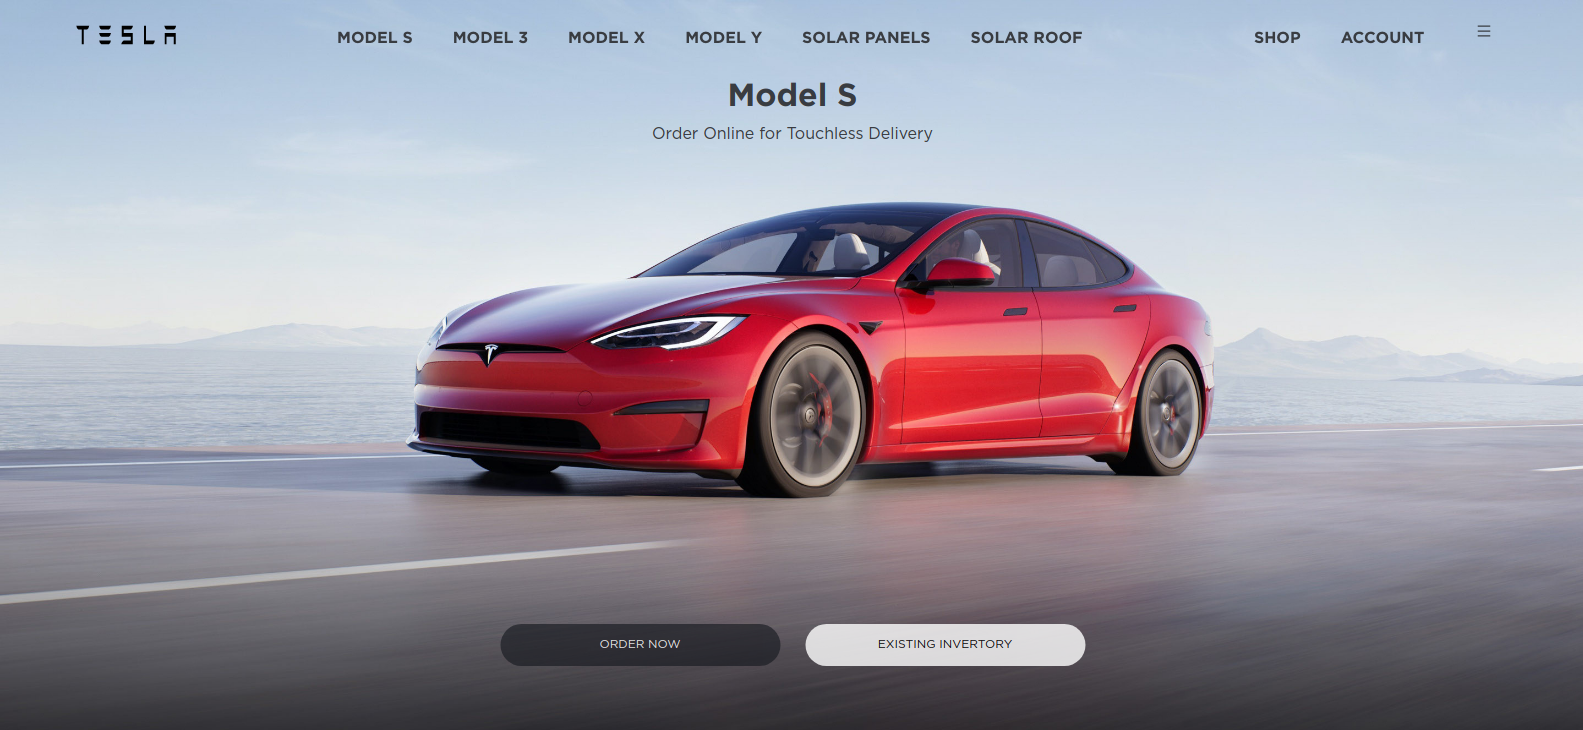 TESLA
MODEL S MODEL 3 MODEL X MODEL Y SOLAR PANELS SOLAR ROOF SHOP ACCOUNT
Model S
Order Online for Touchless Delivery
ORDER NOW EXISTING INVERTORY